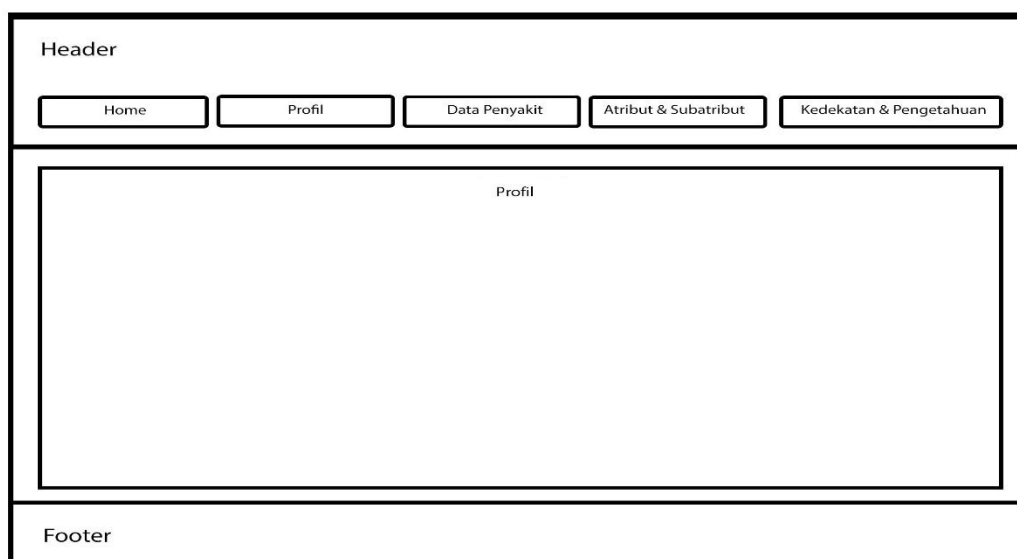 Header
Home Profil Data Penyakit Atribut & Subatribut Kedekatan & Pengetahuan
Profil
Footer